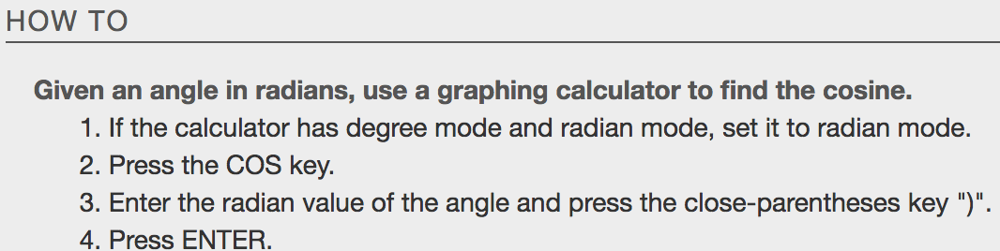 HOW TO
Given an angle in radians, use a graphing calculator to find the cosine.
1. If the calculator has degree mode and radian mode, set it to radian mode.
2. Press the COS key.
3. Enter the radian value of the angle and press the close-parentheses key ")".
4. Press ENTER.